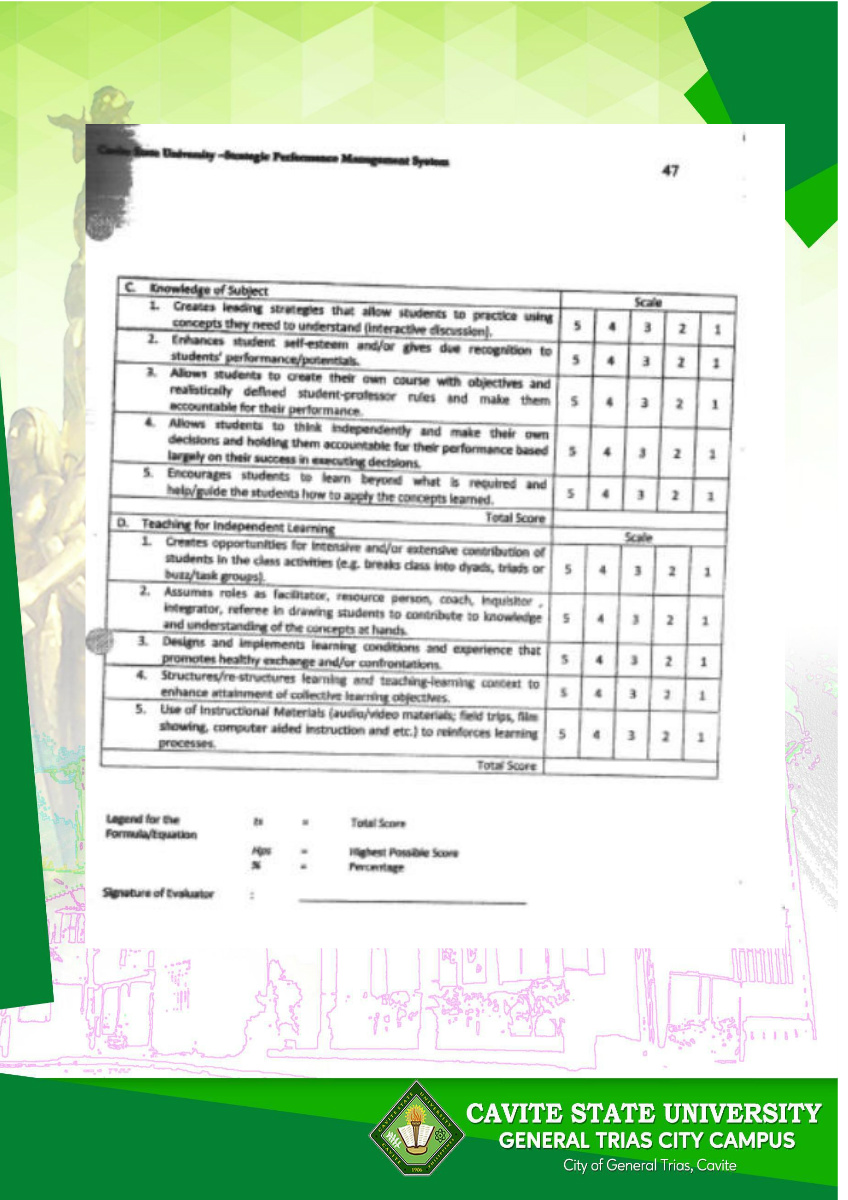 Cavite State University –Strategic Performance Management System
47
C. Knowledge of Subject
Scale
1. Creates leading strategies that allow students to practice using
concepts they need to understand (interactive discussion).
5 4 3 2 1
2. Enhances student self-esteem and/or gives due recognition to
students' performance/potentials.
5 4 3 2 1
3. Allows students to create their own course with objectives and
realistically defined student-professor rules and make them
accountable for their performance.
5 4 3 2 1
4. Allows students to think independently and make their own
decisions and holding them accountable for their performance based
largely on their success in executing decisions.
5 4 3 2 1
5. Encourages students to learn beyond what is required and
help/guide the students how to apply the concepts learned.
5 4 3 2 1
Total Score
D. Teaching for Independent Learning
Scale
1. Creates opportunities for intensive and/or extensive contribution of
students in the class activities (e.g. breaks class into dyads, triads or
buzz/task groups).
5 4 3 2 1
2. Assumes roles as facilitator, resource person, coach, inquisitor ,
integrator, referee in drawing students to contribute to knowledge
and understanding of the concepts at hands.
5 4 3 2 1
3. Designs and implements learning conditions and experience that
promotes healthy exchange and/or confrontations.
5 4 3 2 1
4. Structures/re-structures learning and teaching-learning context to
enhance attainment of collective learning objectives.
5 4 3 2 1
5. Use of Instructional Materials (audio/video materials; field trips, film
showing, computer aided instruction and etc.) to reinforces learning
processes.
5 4 3 2 1
Total Score
Legend for the
Formula/Equation
ts = Total Score
Hps = Highest Possible Score
% = Percentage
Signature of Evaluator :
CAVITE STATE UNIVERSITY
GENERAL TRIAS CITY CAMPUS
City of General Trias, Cavite
1906